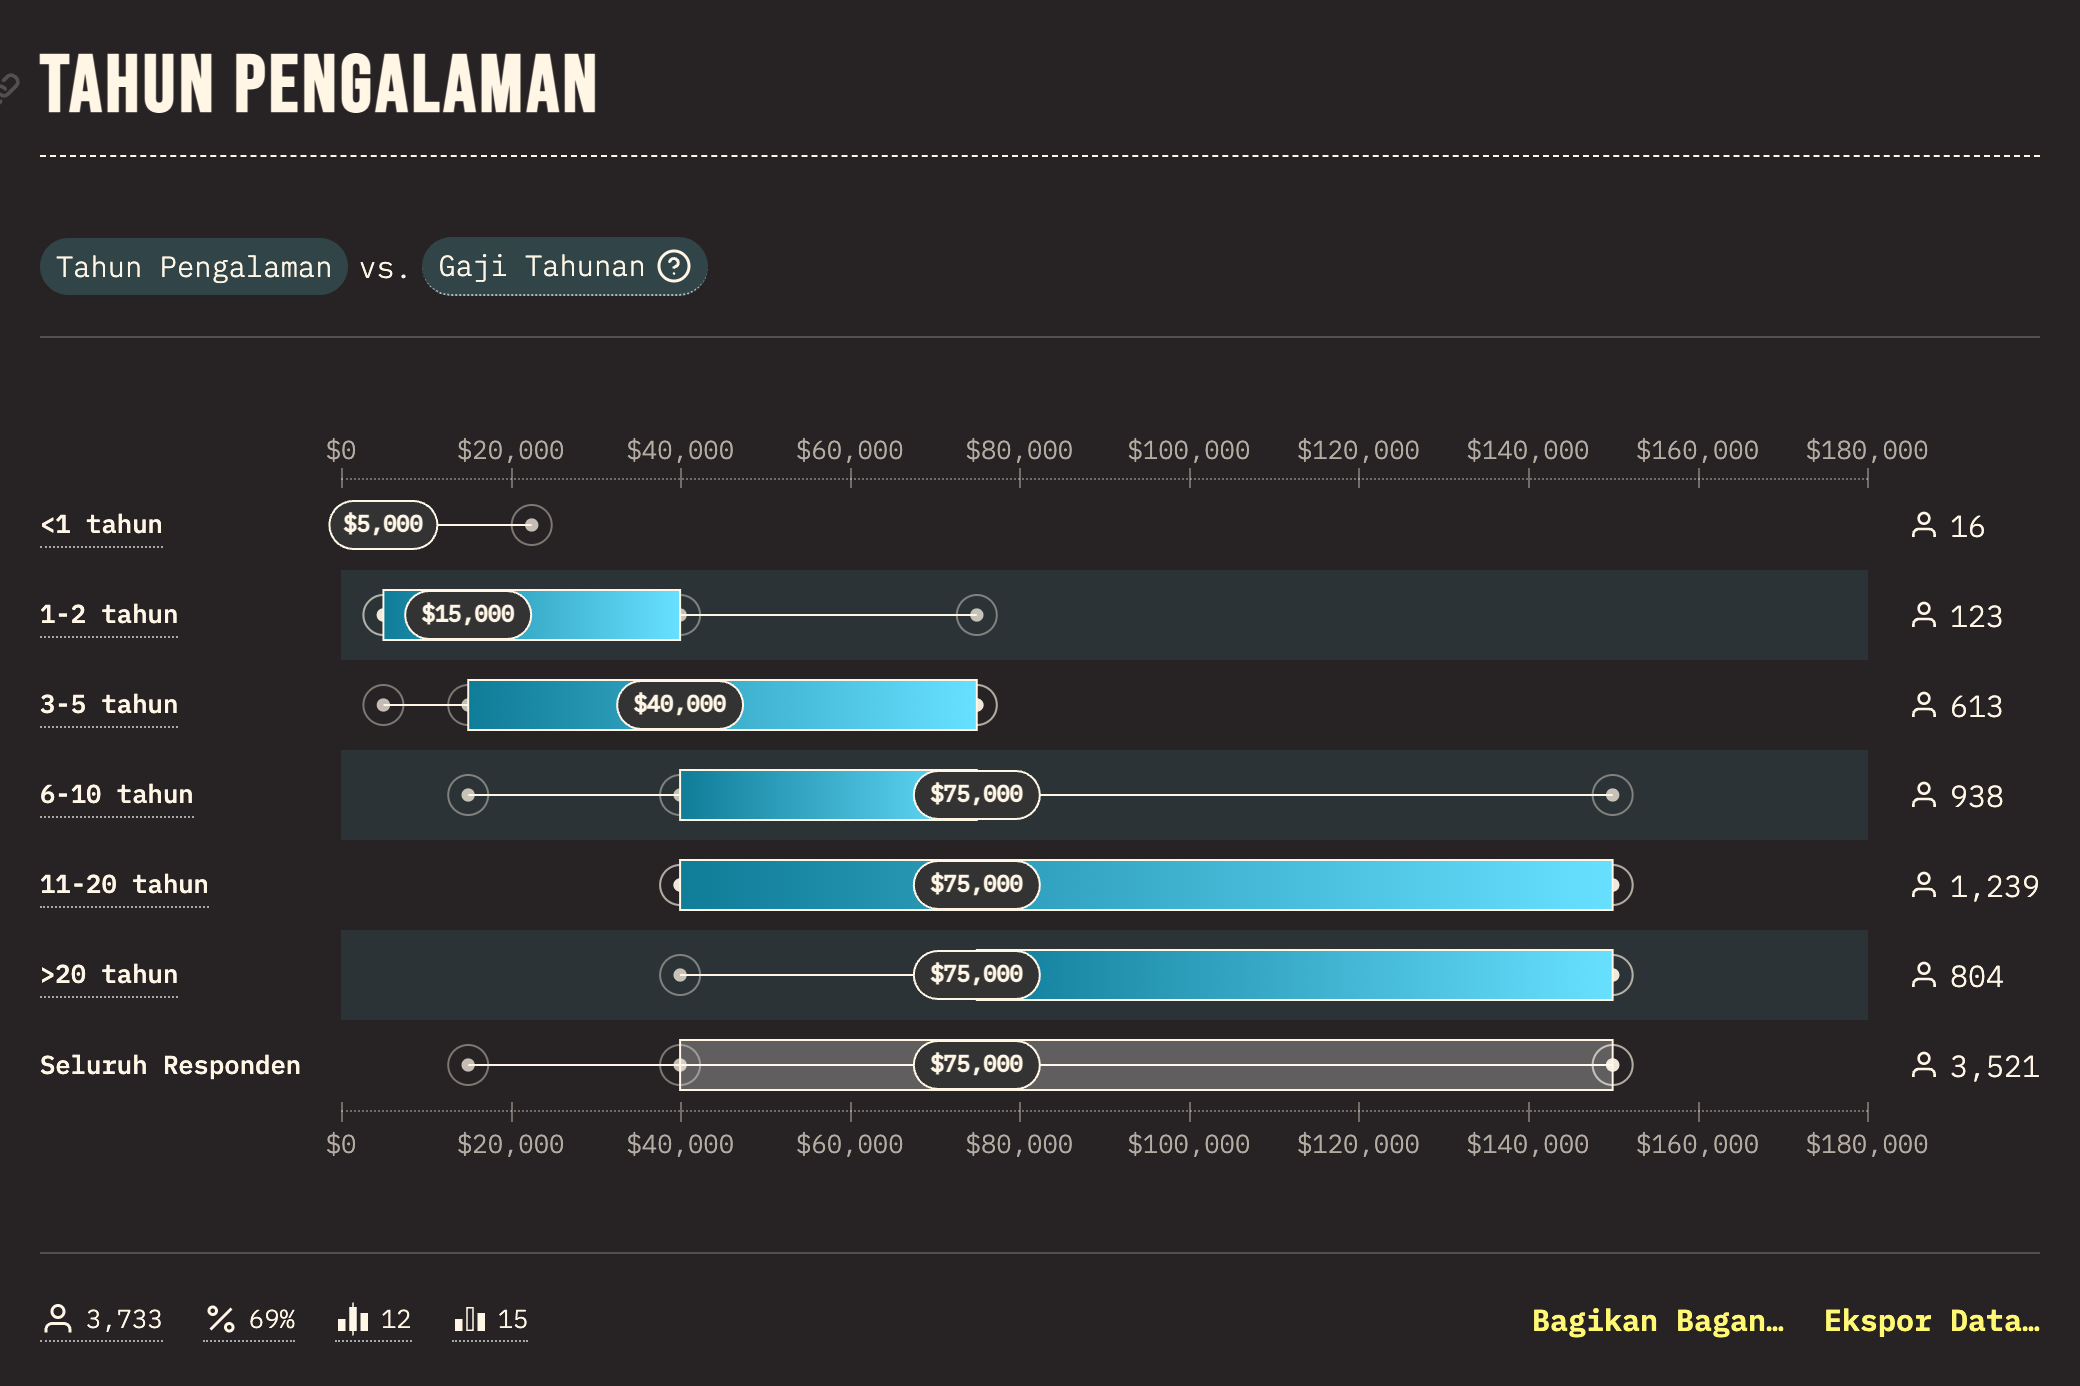 TAHUN PENGALAMAN
Tahun Pengalaman vs. Gaji Tahunan ?
$0 $20,000 $40,000 $60,000 $80,000 $100,000 $120,000 $140,000 $160,000 $180,000
<1 tahun $5,000 16
1-2 tahun $15,000 123
3-5 tahun $40,000 613
6-10 tahun $75,000 938
11-20 tahun $75,000 1,239
>20 tahun $75,000 804
Seluruh Responden $75,000 3,521
$0 $20,000 $40,000 $60,000 $80,000 $100,000 $120,000 $140,000 $160,000 $180,000
3,733 % 69% 12 15 Bagikan Bagan… Ekspor Data…